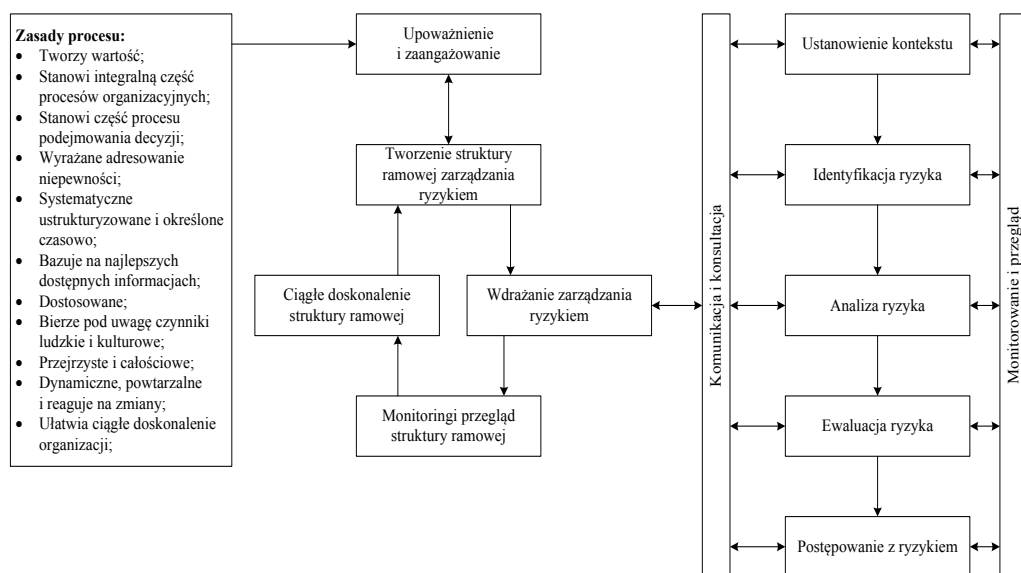 Zasady procesu:
• Tworzy wartość;
• Stanowi integralną część
procesów organizacyjnych;
• Stanowi część procesu
podejmowania decyzji;
• Wyrażane adresowanie
niepewności;
• Systematyczne
ustrukturyzowane i określone
czasowo;
• Bazuje na najlepszych
dostępnych informacjach;
• Dostosowane;
• Bierze pod uwagę czynniki
ludzkie i kulturowe;
• Przejrzyste i całościowe;
• Dynamiczne, powtarzalne
i reaguje na zmiany;
• Ułatwia ciągłe doskonalenie
organizacji;
Upoważnienie
i zaangażowanie
Tworzenie struktury
ramowej zarządzania
ryzykiem
Ciągłe doskonalenie
struktury ramowej
Wdrażanie zarządzania
ryzykiem
Monitoringi przegląd
struktury ramowej
Komunikacja i konsultacja
Ustanowienie kontekstu
Identyfikacja ryzyka
Analiza ryzyka
Ewaluacja ryzyka
Postępowanie z ryzykiem
Monitorowanie i przegląd